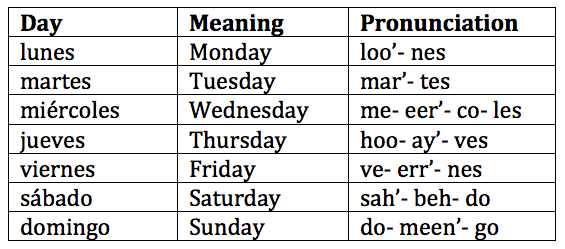 Day Meaning Pronunciation
lunes Monday loo’- nes
martes Tuesday mar’- tes
miércoles Wednesday me- eer’- co- les
jueves Thursday hoo- ay’- ves
viernes Friday ve- err’- nes
sábado Saturday sah’- beh- do
domingo Sunday do- meen’- go